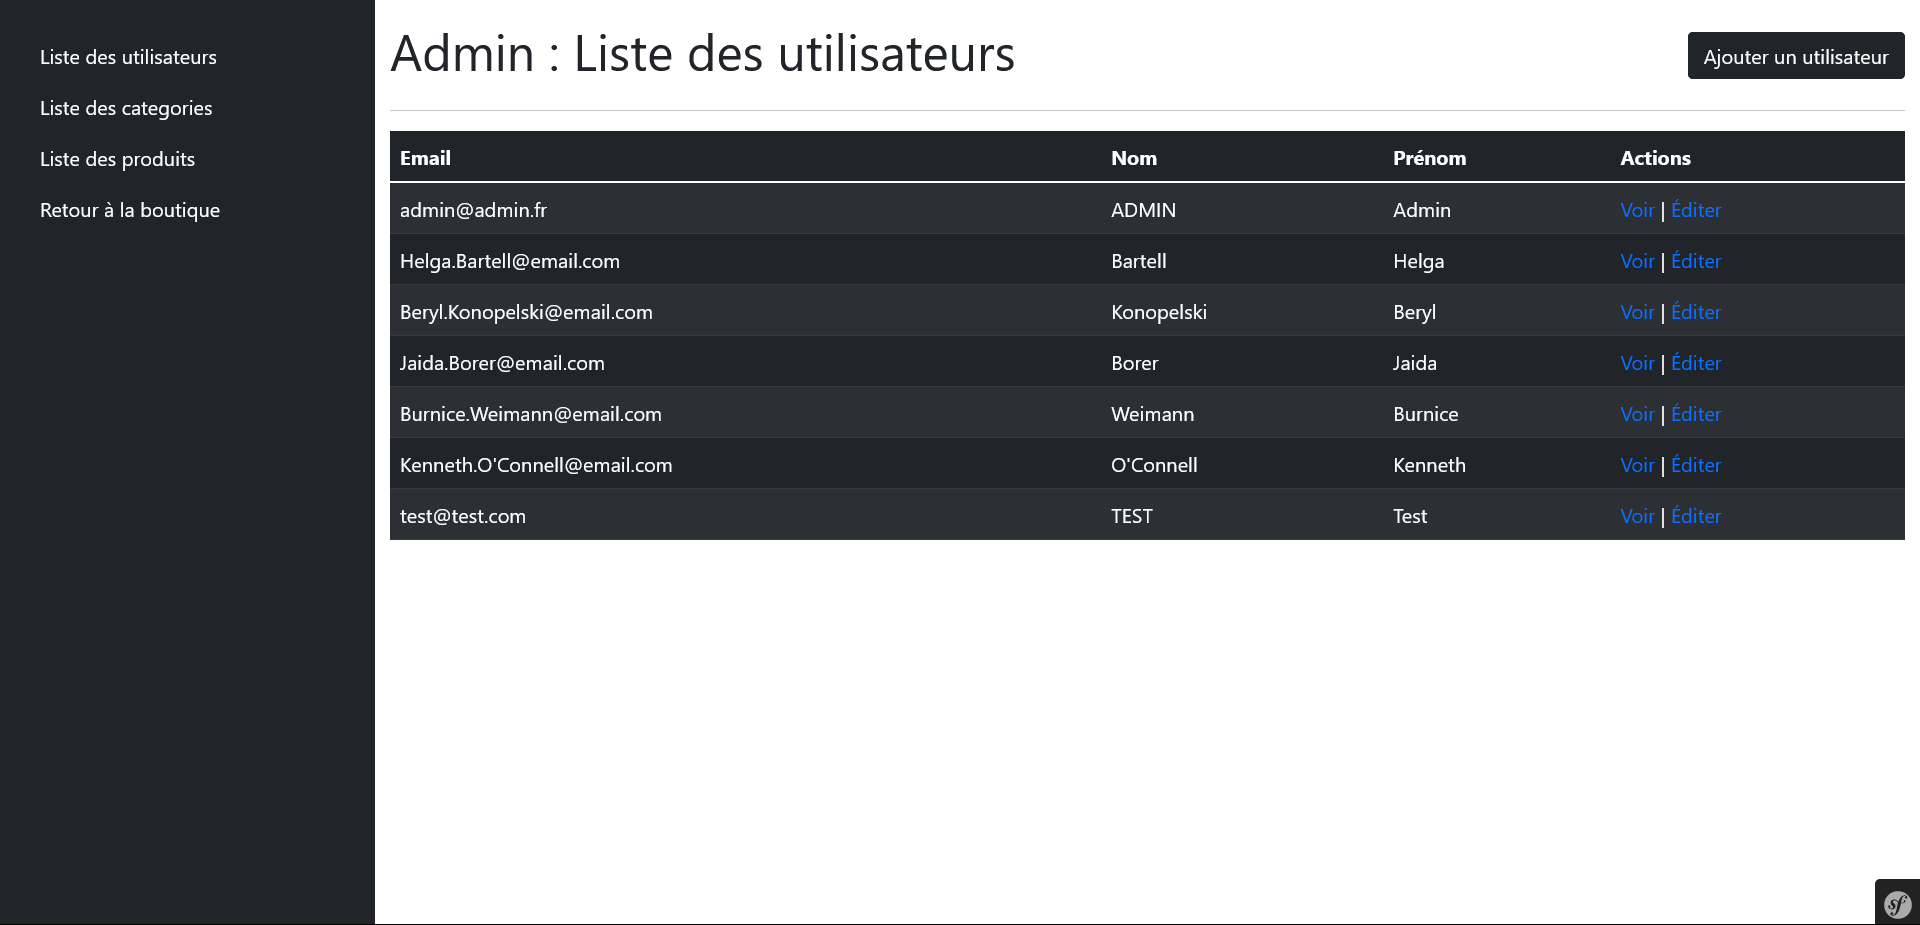 Liste des utilisateurs
Liste des categories
Liste des produits
Retour à la boutique
Admin : Liste des utilisateurs
Ajouter un utilisateur
Email Nom Prénom Actions
admin@admin.fr ADMIN Admin Voir | Éditer
Helga.Bartell@email.com Bartell Helga Voir | Éditer
Beryl.Konopelski@email.com Konopelski Beryl Voir | Éditer
Jaida.Borer@email.com Borer Jaida Voir | Éditer
Burnice.Weimann@email.com Weimann Burnice Voir | Éditer
Kenneth.O'Connell@email.com O'Connell Kenneth Voir | Éditer
test@test.com TEST Test Voir | Éditer
sf